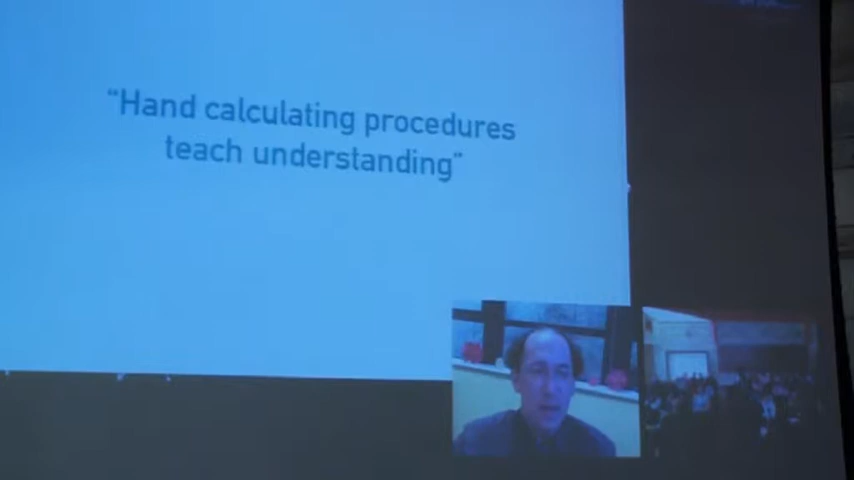 “Hand calculating procedures
teach understanding”